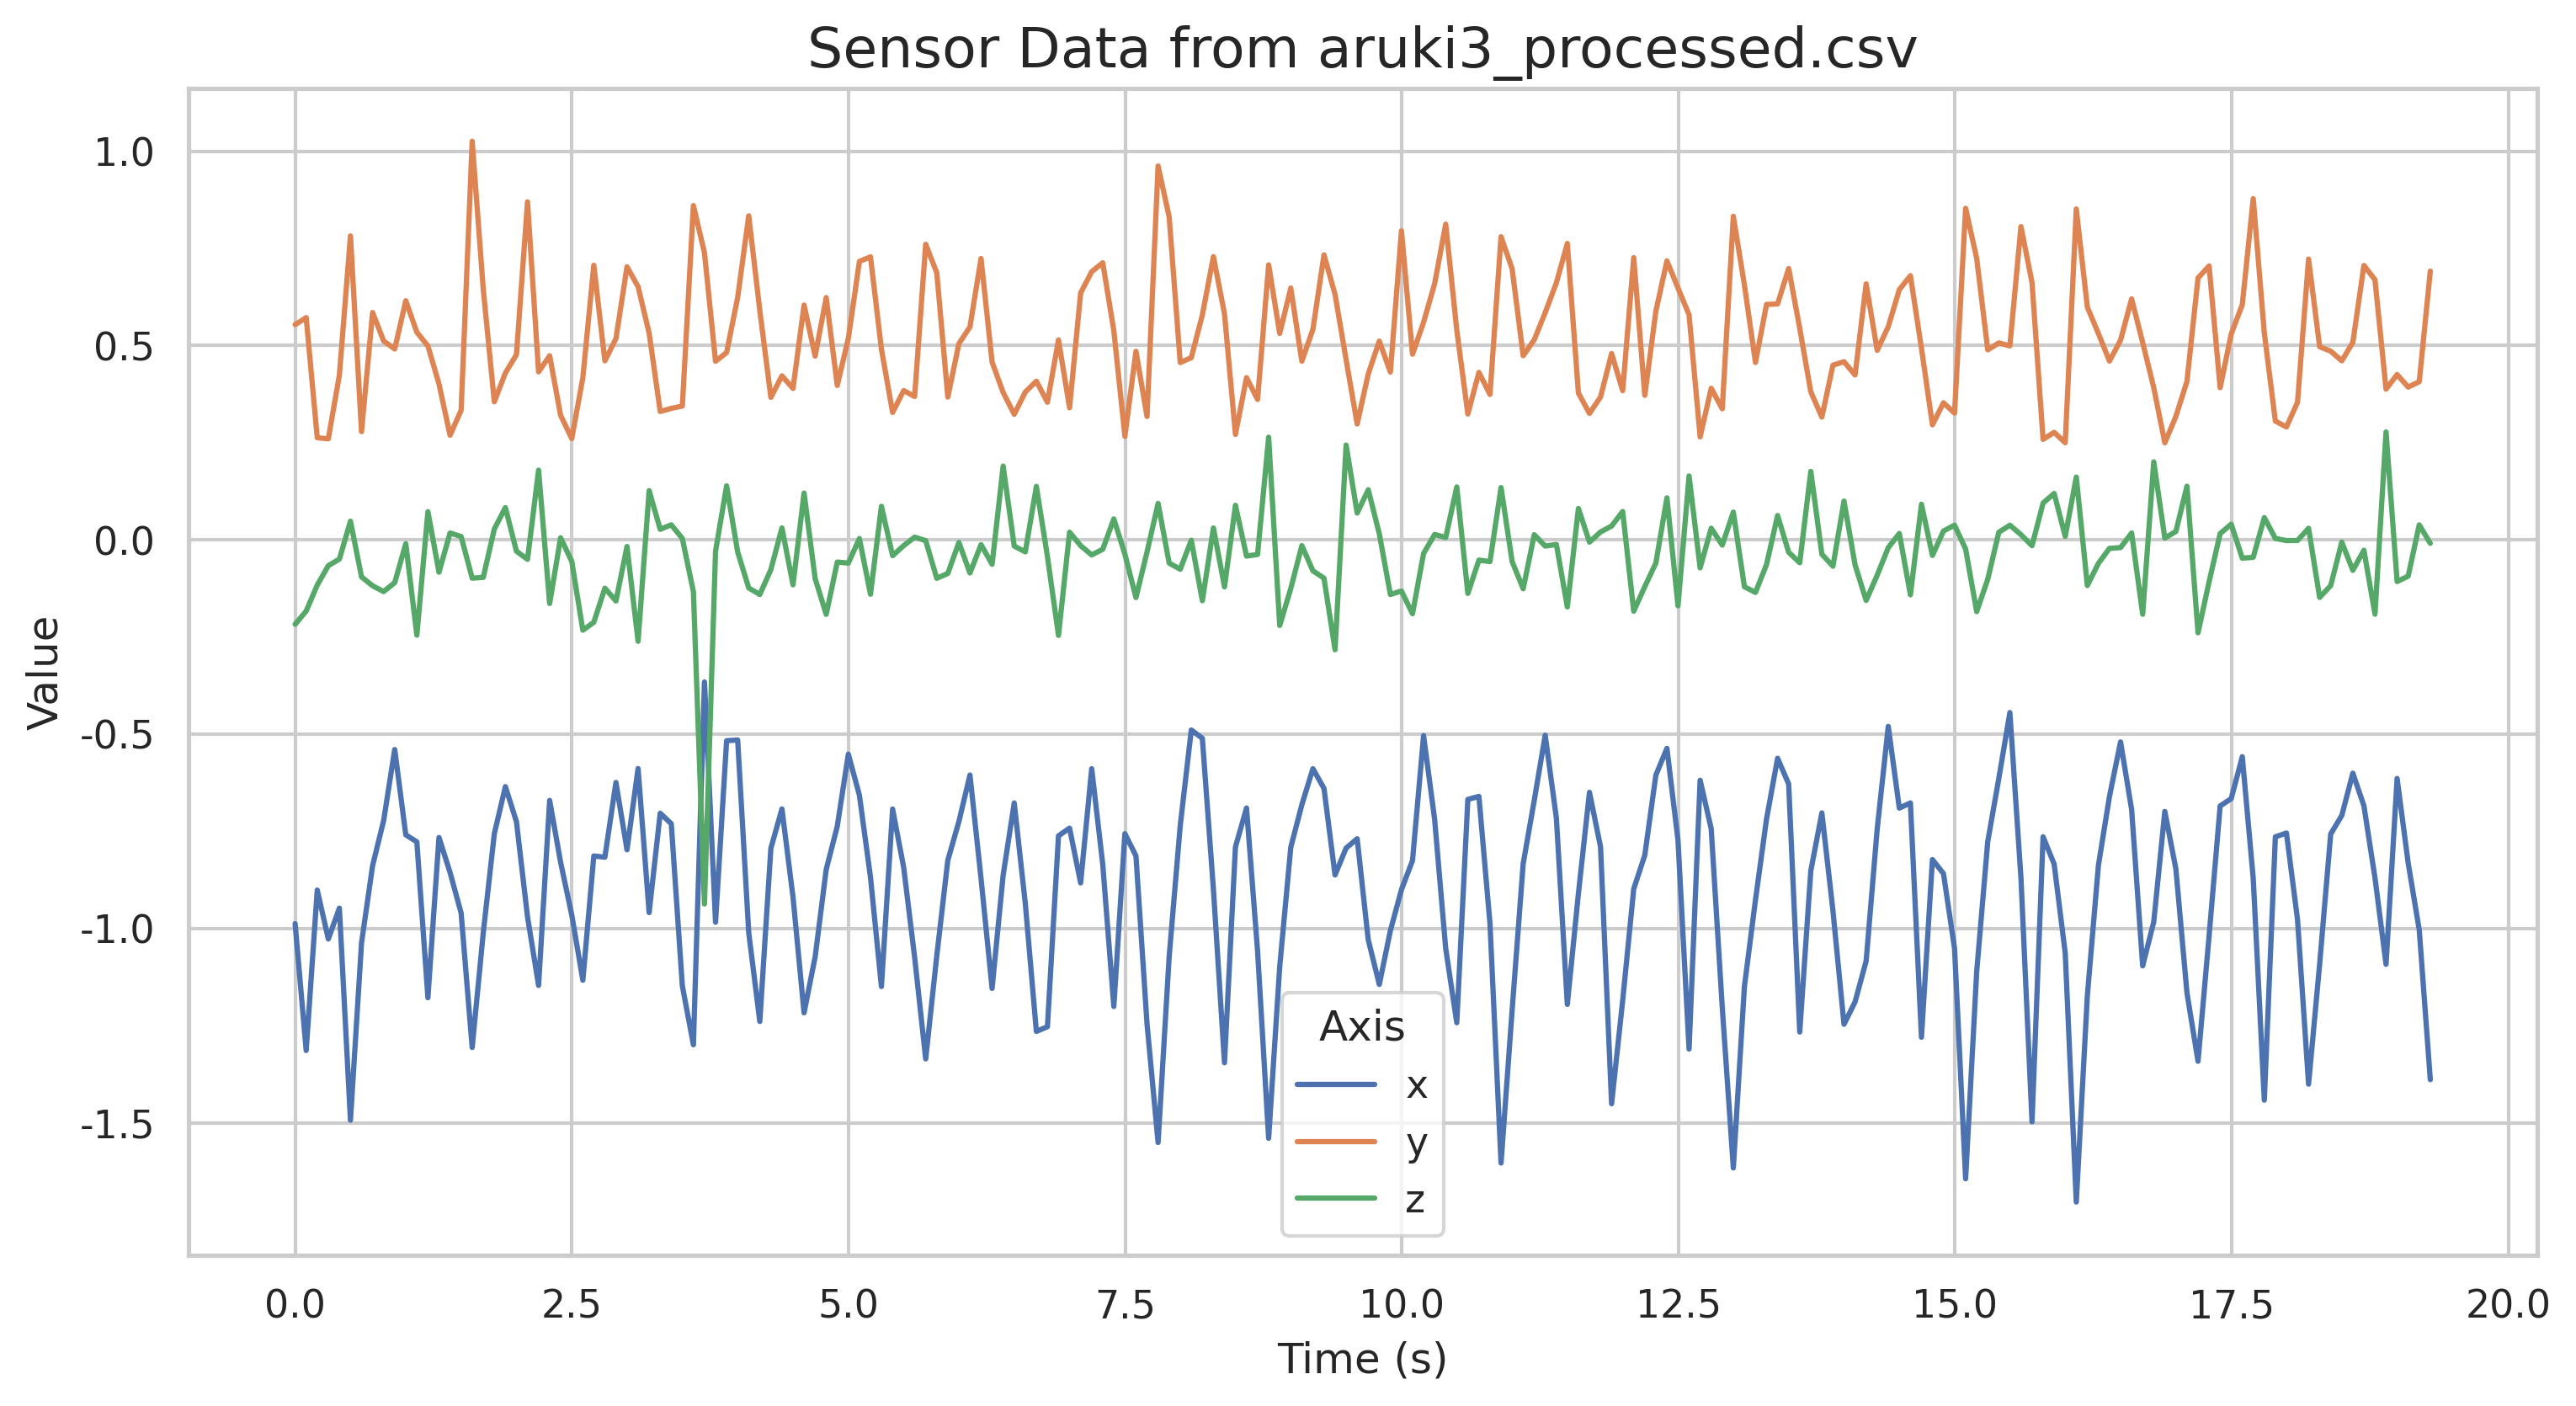 Sensor Data from aruki3_processed.csv
Value
1.0
0.5
0.0
-0.5
-1.0
-1.5
Axis
x
y
z
0.0 2.5 5.0 7.5 10.0 12.5 15.0 17.5 20.0
Time (s)